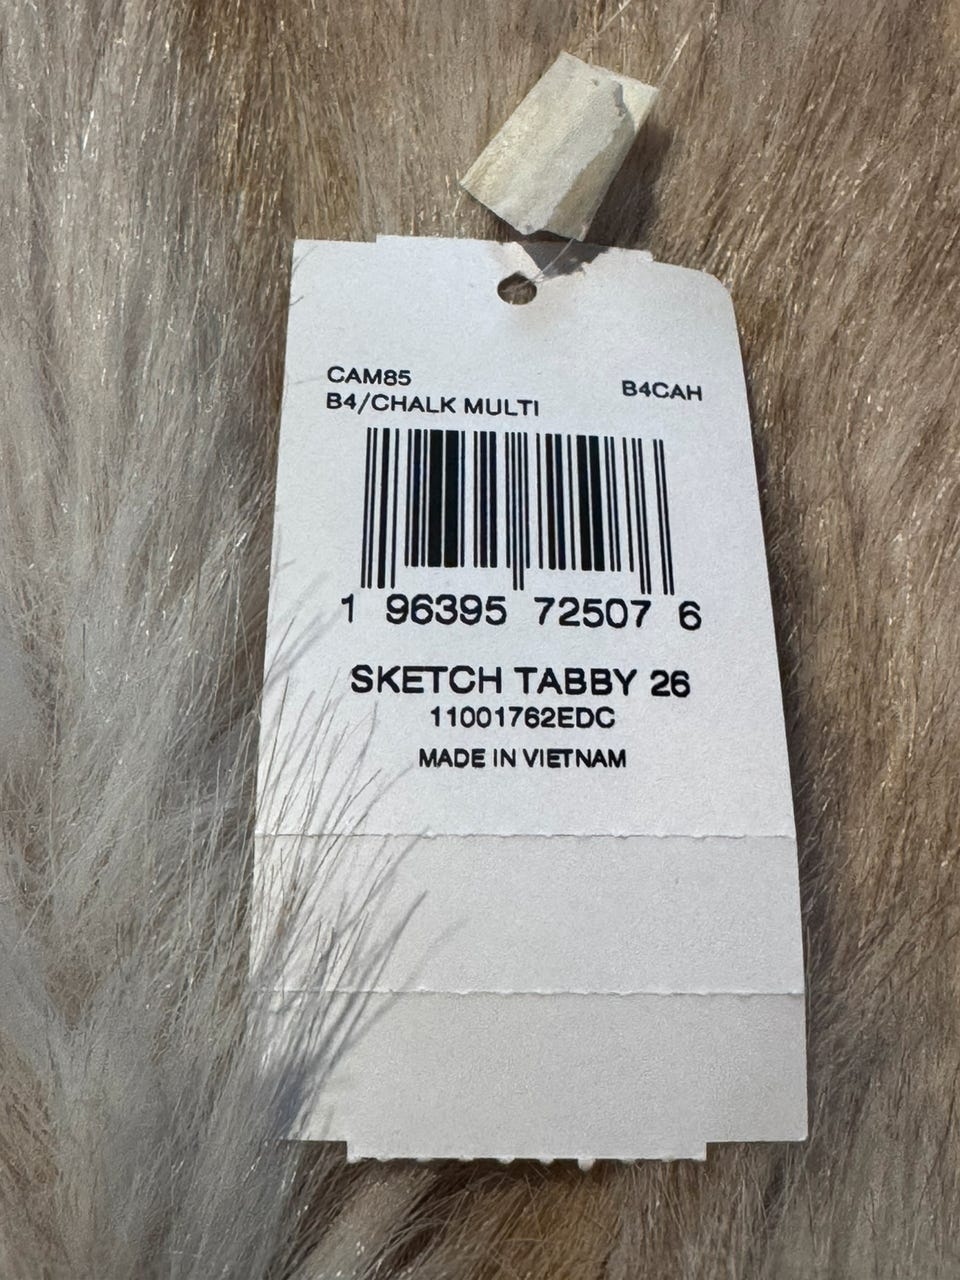 CAM85
B4/CHALK MULTI B4CAH
1 96395 72507 6
SKETCH TABBY 26
11001762EDC
MADE IN VIETNAM